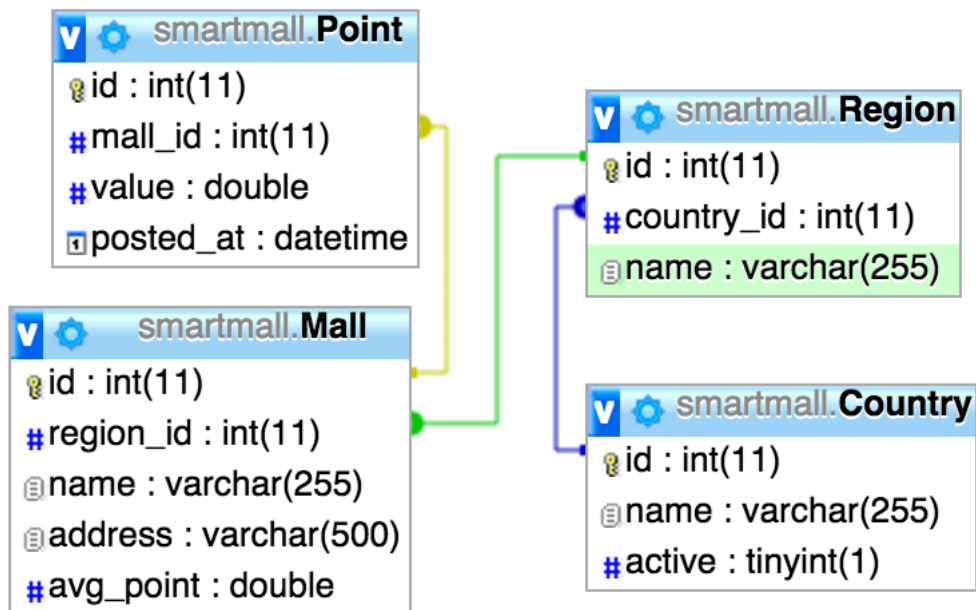 smartmall.Point
id : int(11)
mall_id : int(11)
value : double
posted_at : datetime
smartmall.Mall
id : int(11)
region_id : int(11)
name : varchar(255)
address : varchar(500)
avg_point : double
smartmall.Region
id : int(11)
country_id : int(11)
name : varchar(255)
smartmall.Country
id : int(11)
name : varchar(255)
active : tinyint(1)